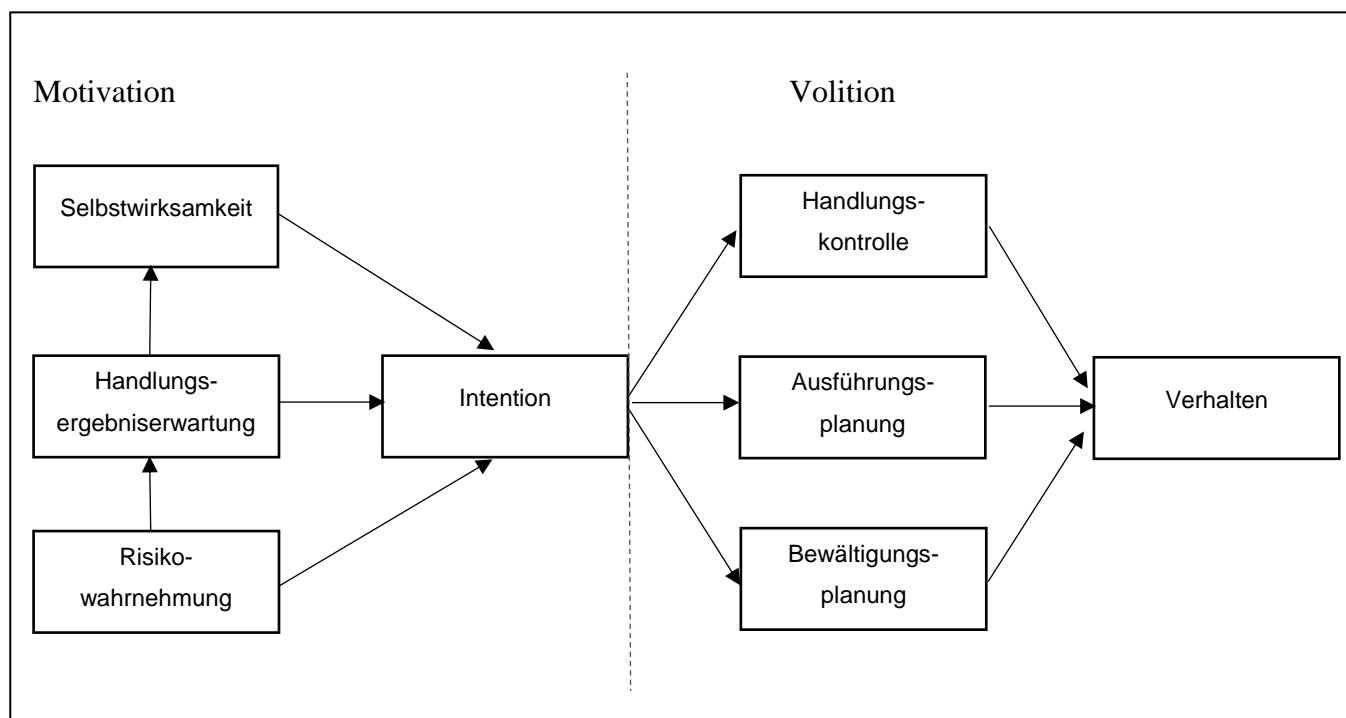 Motivation
Volition
Selbstwirksamkeit
Handlungs-
ergebniserwartung
Risiko-
wahrnehmung
Intention
Handlungs-
kontrolle
Ausführungs-
planung
Bewältigungs-
planung
Verhalten